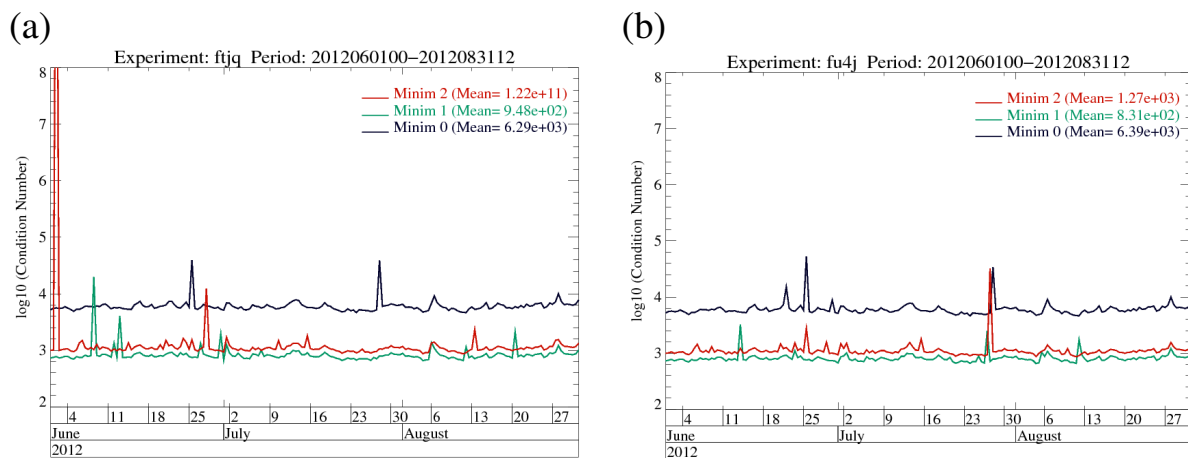 (a)
Experiment: ftjq Period: 2012060100−2012083112
Minim 2 (Mean= 1.22e+11)
Minim 1 (Mean= 9.48e+02)
Minim 0 (Mean= 6.29e+03)
log10 (Condition Number)
8
7
6
5
4
3
2
4 11 18 25 2 9 16 23 30 6 13 20 27
June July August
2012
(b)
Experiment: fu4j Period: 2012060100−2012083112
Minim 2 (Mean= 1.27e+03)
Minim 1 (Mean= 8.31e+02)
Minim 0 (Mean= 6.39e+03)
log10 (Condition Number)
8
7
6
5
4
3
2
4 11 18 25 2 9 16 23 30 6 13 20 27
June July August
2012